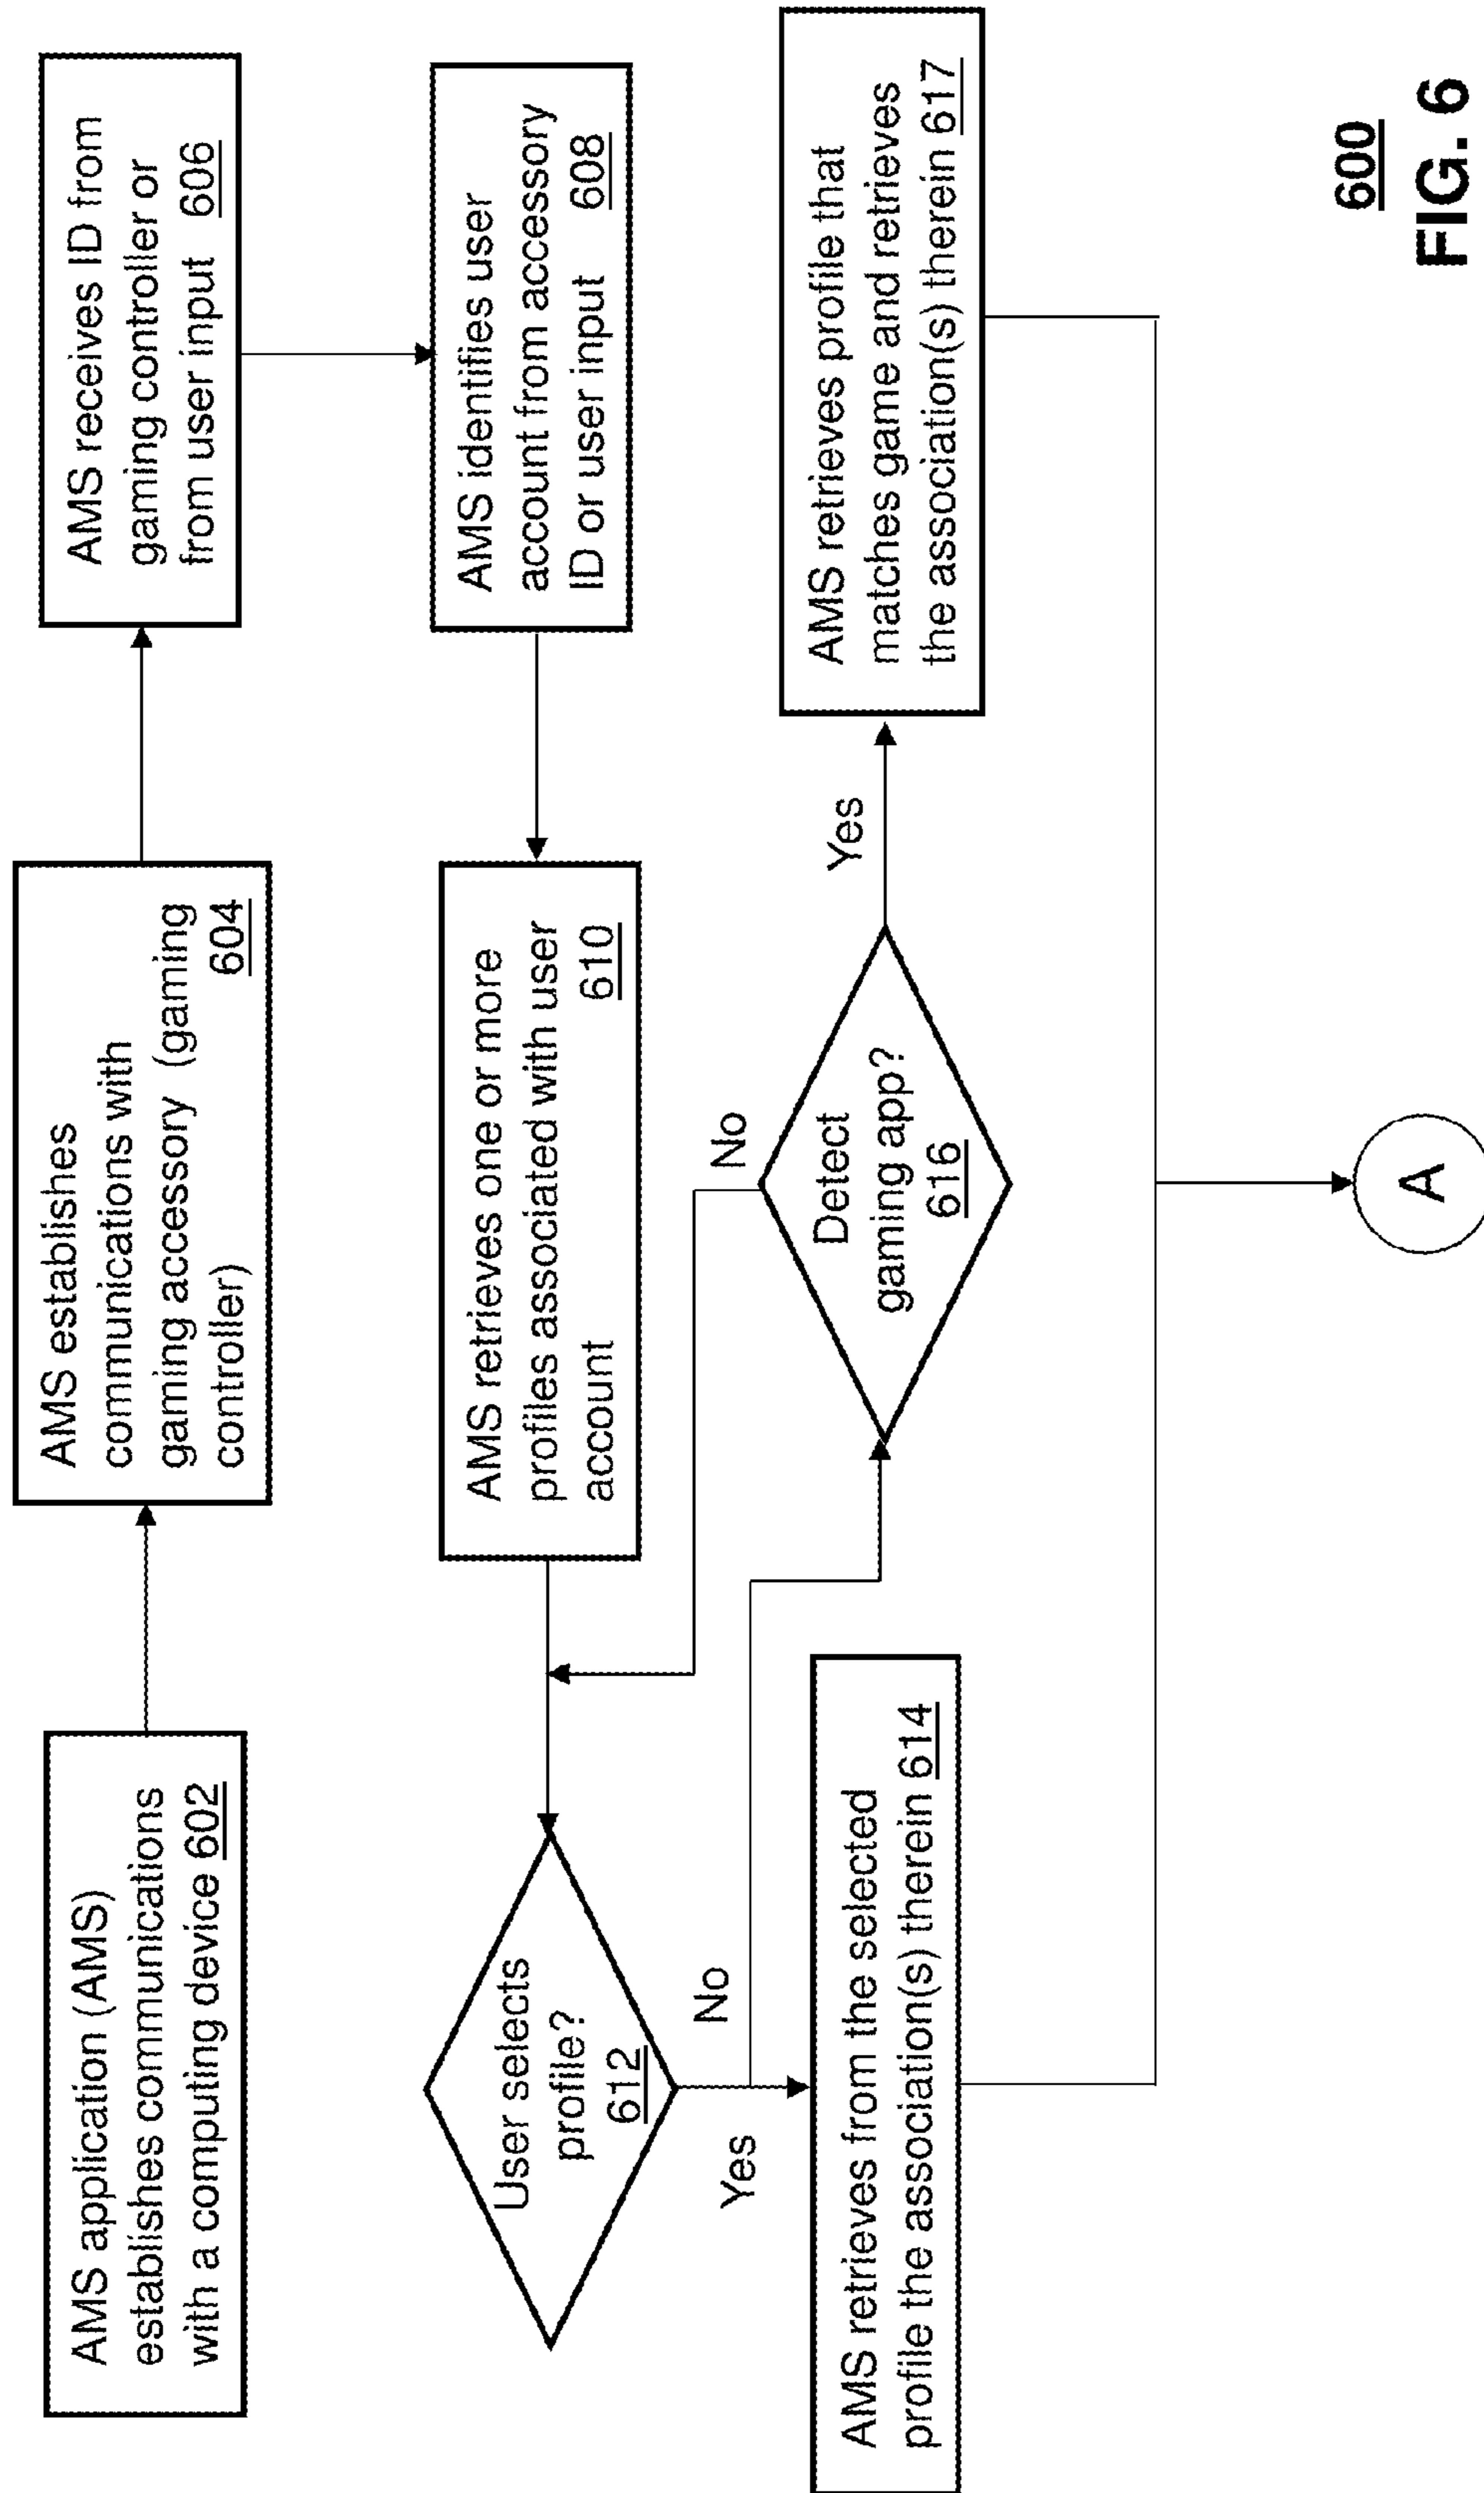 AMS application (AMS)
establishes communications
with a computing device 602
AMS establishes
communications with
gaming accessory (gaming
controller) 604
AMS receives ID from
gaming controller or
from user input 606
AMS identifies user
account from accessory
ID or user input 608
AMS retrieves one or more
profiles associated with user
account 610
User selects
profile?
612
No
Yes
AMS retrieves from the selected
profile the association(s) therein 614
No
Detect
gaming app?
616
Yes
AMS retrieves profile that
matches game and retrieves
the association(s) therein 617
A
600
FIG. 6